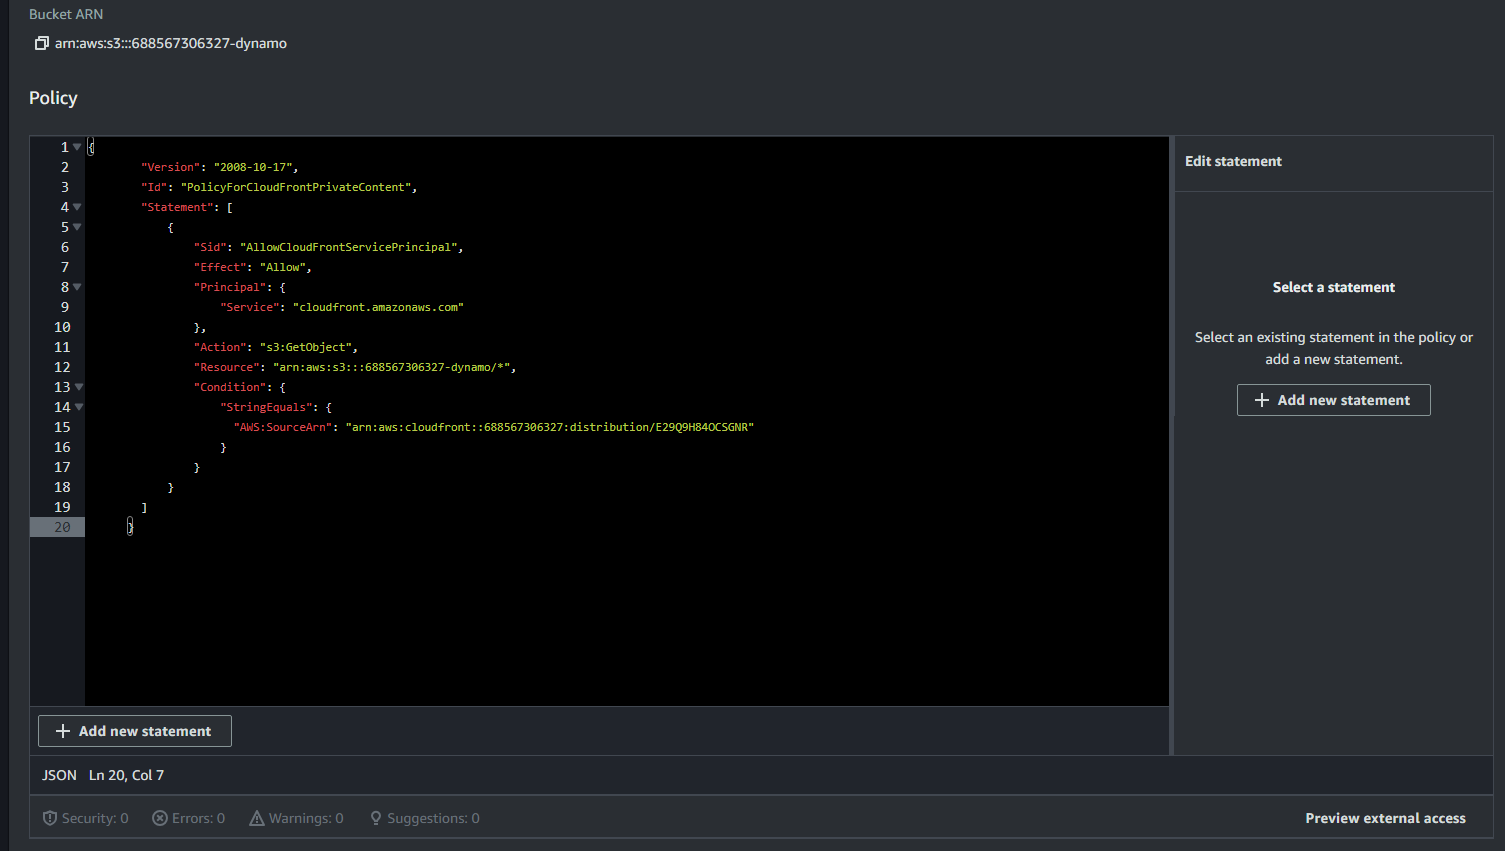 Bucket ARN
arn:aws:s3:::688567306327-dynamo
Policy
1 {
2 "Version": "2008-10-17",
3 "Id": "PolicyForCloudFrontPrivateContent",
4 "Statement": [
5 {
6 "Sid": "AllowCloudFrontServicePrincipal",
7 "Effect": "Allow",
8 "Principal": {
9 "Service": "cloudfront.amazonaws.com"
10 },
11 "Action": "s3:GetObject",
12 "Resource": "arn:aws:s3:::688567306327-dynamo/*",
13 "Condition": {
14 "StringEquals": {
15 "AWS:SourceArn": "arn:aws:cloudfront::688567306327:distribution/E29Q9H84OCSGNR"
16 }
17 }
18 }
19 ]
20 }
Edit statement
Select a statement
Select an existing statement in the policy or
add a new statement.
Add new statement
Add new statement
JSON Ln 20, Col 7
Security: 0 Errors: 0 Warnings: 0 Suggestions: 0
Preview external access